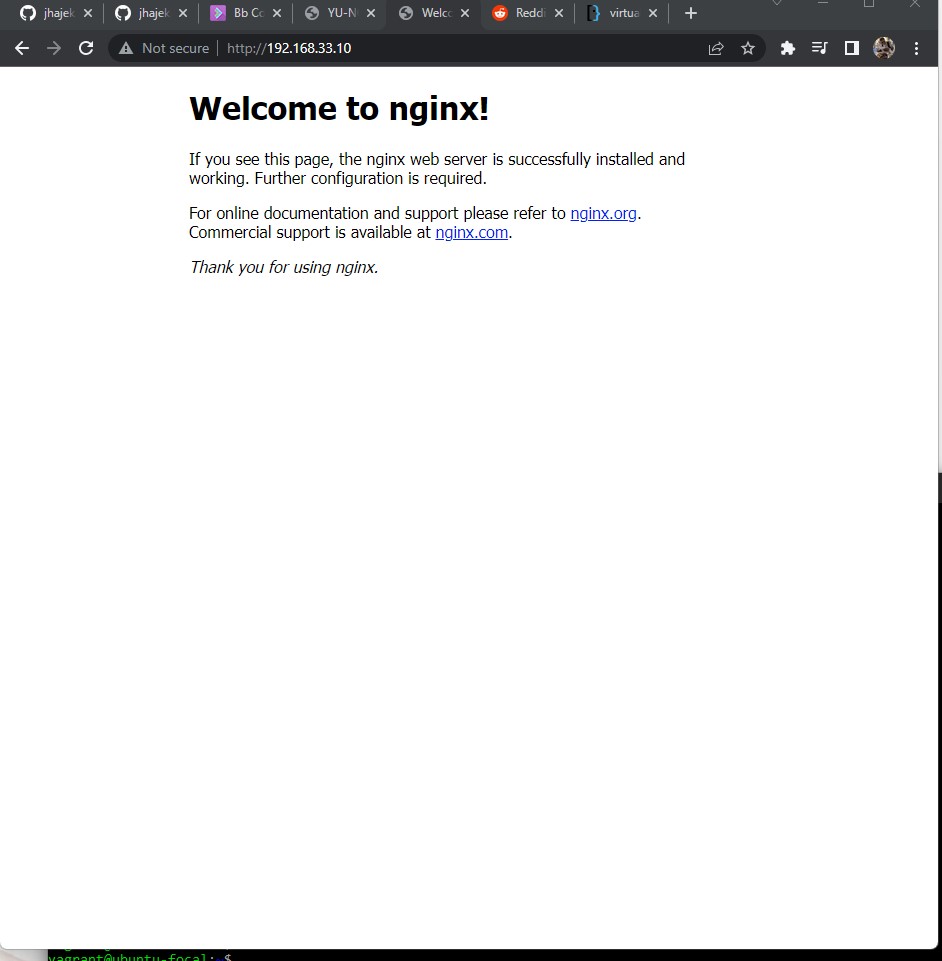 jhajek
jhajek
Bb Co
YU-N
Welco
Reddi
virtua
Not secure
http://192.168.33.10
Welcome to nginx!
If you see this page, the nginx web server is successfully installed and
working. Further configuration is required.
For online documentation and support please refer to nginx.org.
Commercial support is available at nginx.com.
Thank you for using nginx.
vagrant@ubuntu-focal:~$